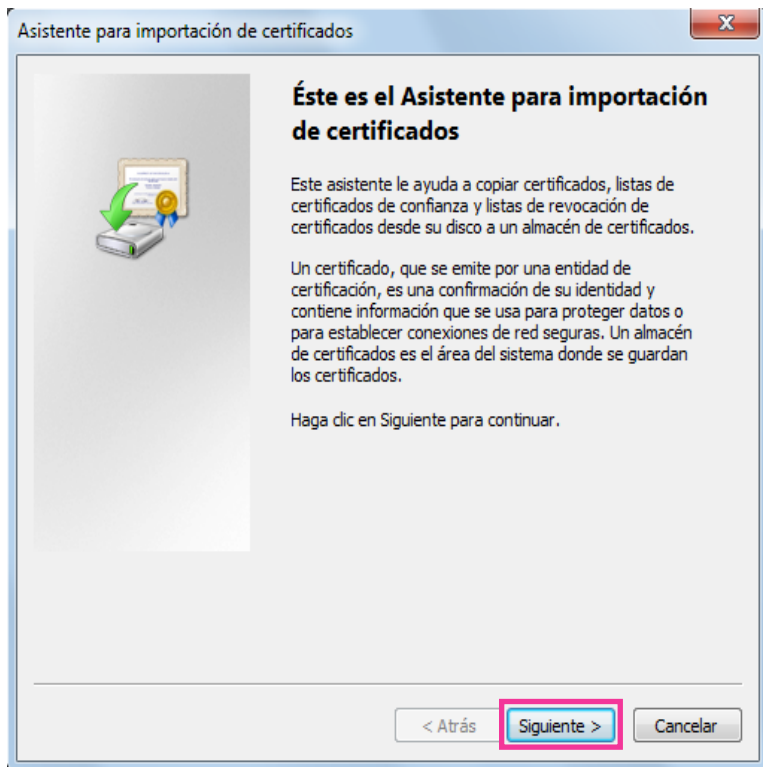 Asistente para importación de certificados
x
Éste es el Asistente para importación
de certificados
Este asistente le ayuda a copiar certificados, listas de
certificados de confianza y listas de revocación de
certificados desde su disco a un almacén de certificados.
Un certificado, que se emite por una entidad de
certificación, es una confirmación de su identidad y
contiene información que se usa para proteger datos o
para establecer conexiones de red seguras. Un almacén
de certificados es el área del sistema donde se guardan
los certificados.
Haga clic en Siguiente para continuar.
< Atrás
Siguiente >
Cancelar